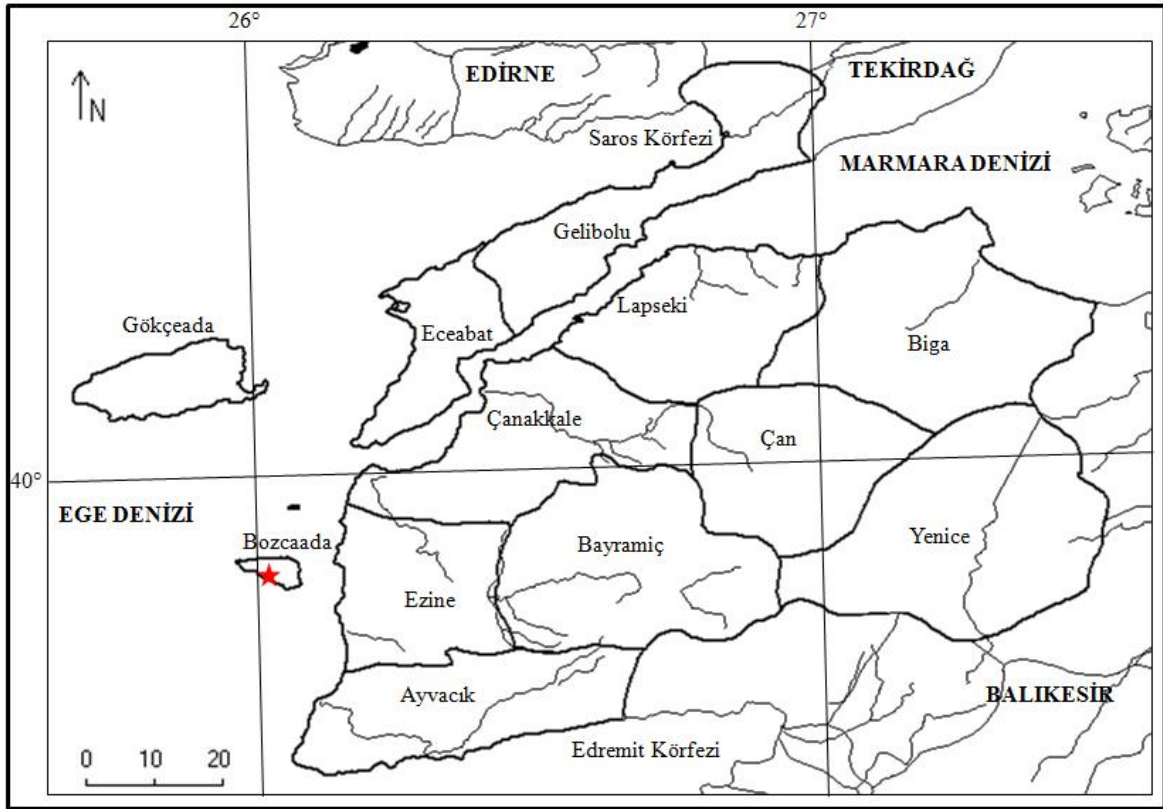 26°
27°
EDİRNE
TEKİRDAĞ
N
Saros Körfezi
MARMARA DENİZİ
Gelibolu
Lapseki
Gökçeada
Eceabat
Biga
Çanakkale
Çan
40°
EGE DENİZİ
Bozcaada
Bayramiç
Yenice
Ezine
Ayvacık
BALIKESİR
Edremit Körfezi
0 10 20